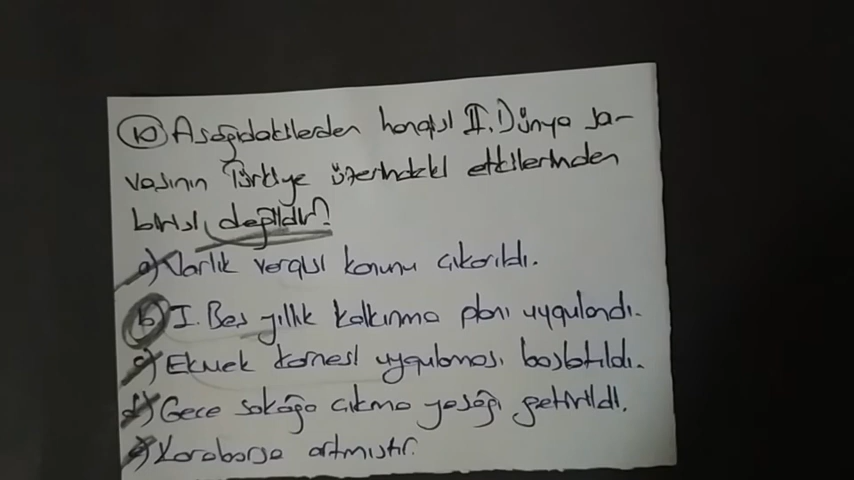 10) Aşağıdakilerden hangisi II. Dünya sa-
vaşının Türkiye üzerindeki etkilerinden
birisi değildir?
a) Varlık vergisi kanunu çıkarıldı.
b) I. Beş yıllık kalkınma planı uygulandı.
c) Ekmek karnesi uygulaması başlatıldı.
d) Gece sokağa çıkma yasağı getirildi.
e) Karaborsa artmıştır.